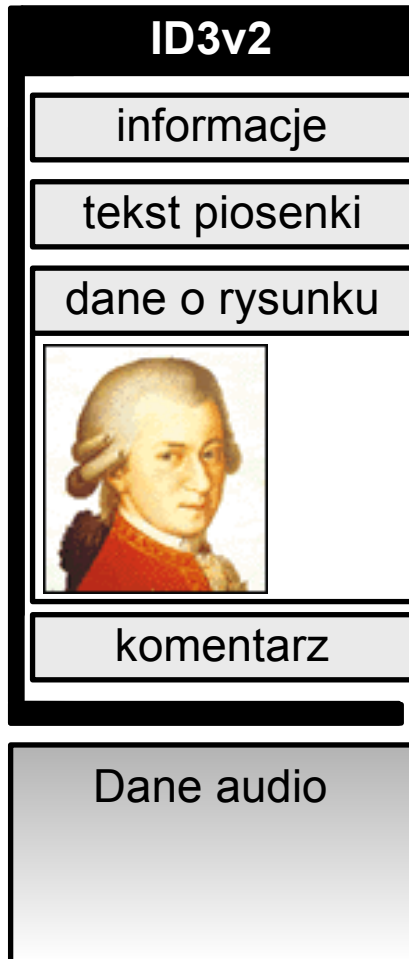 ID3v2
informacje
tekst piosenki
dane o rysunku
komentarz
Dane audio